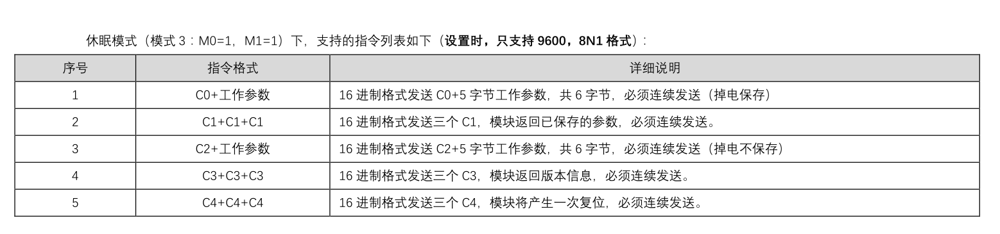 休眠模式（模式 3：M0=1，M1=1）下，支持的指令列表如下（设置时，只支持 9600，8N1 格式）：
序号 指令格式 详细说明
1 C0+工作参数 16 进制格式发送 C0+5 字节工作参数，共 6 字节，必须连续发送（掉电保存）
2 C1+C1+C1 16 进制格式发送三个 C1，模块返回已保存的参数，必须连续发送。
3 C2+工作参数 16 进制格式发送 C2+5 字节工作参数，共 6 字节，必须连续发送（掉电不保存）
4 C3+C3+C3 16 进制格式发送三个 C3，模块返回版本信息，必须连续发送。
5 C4+C4+C4 16 进制格式发送三个 C4，模块将产生一次复位，必须连续发送。